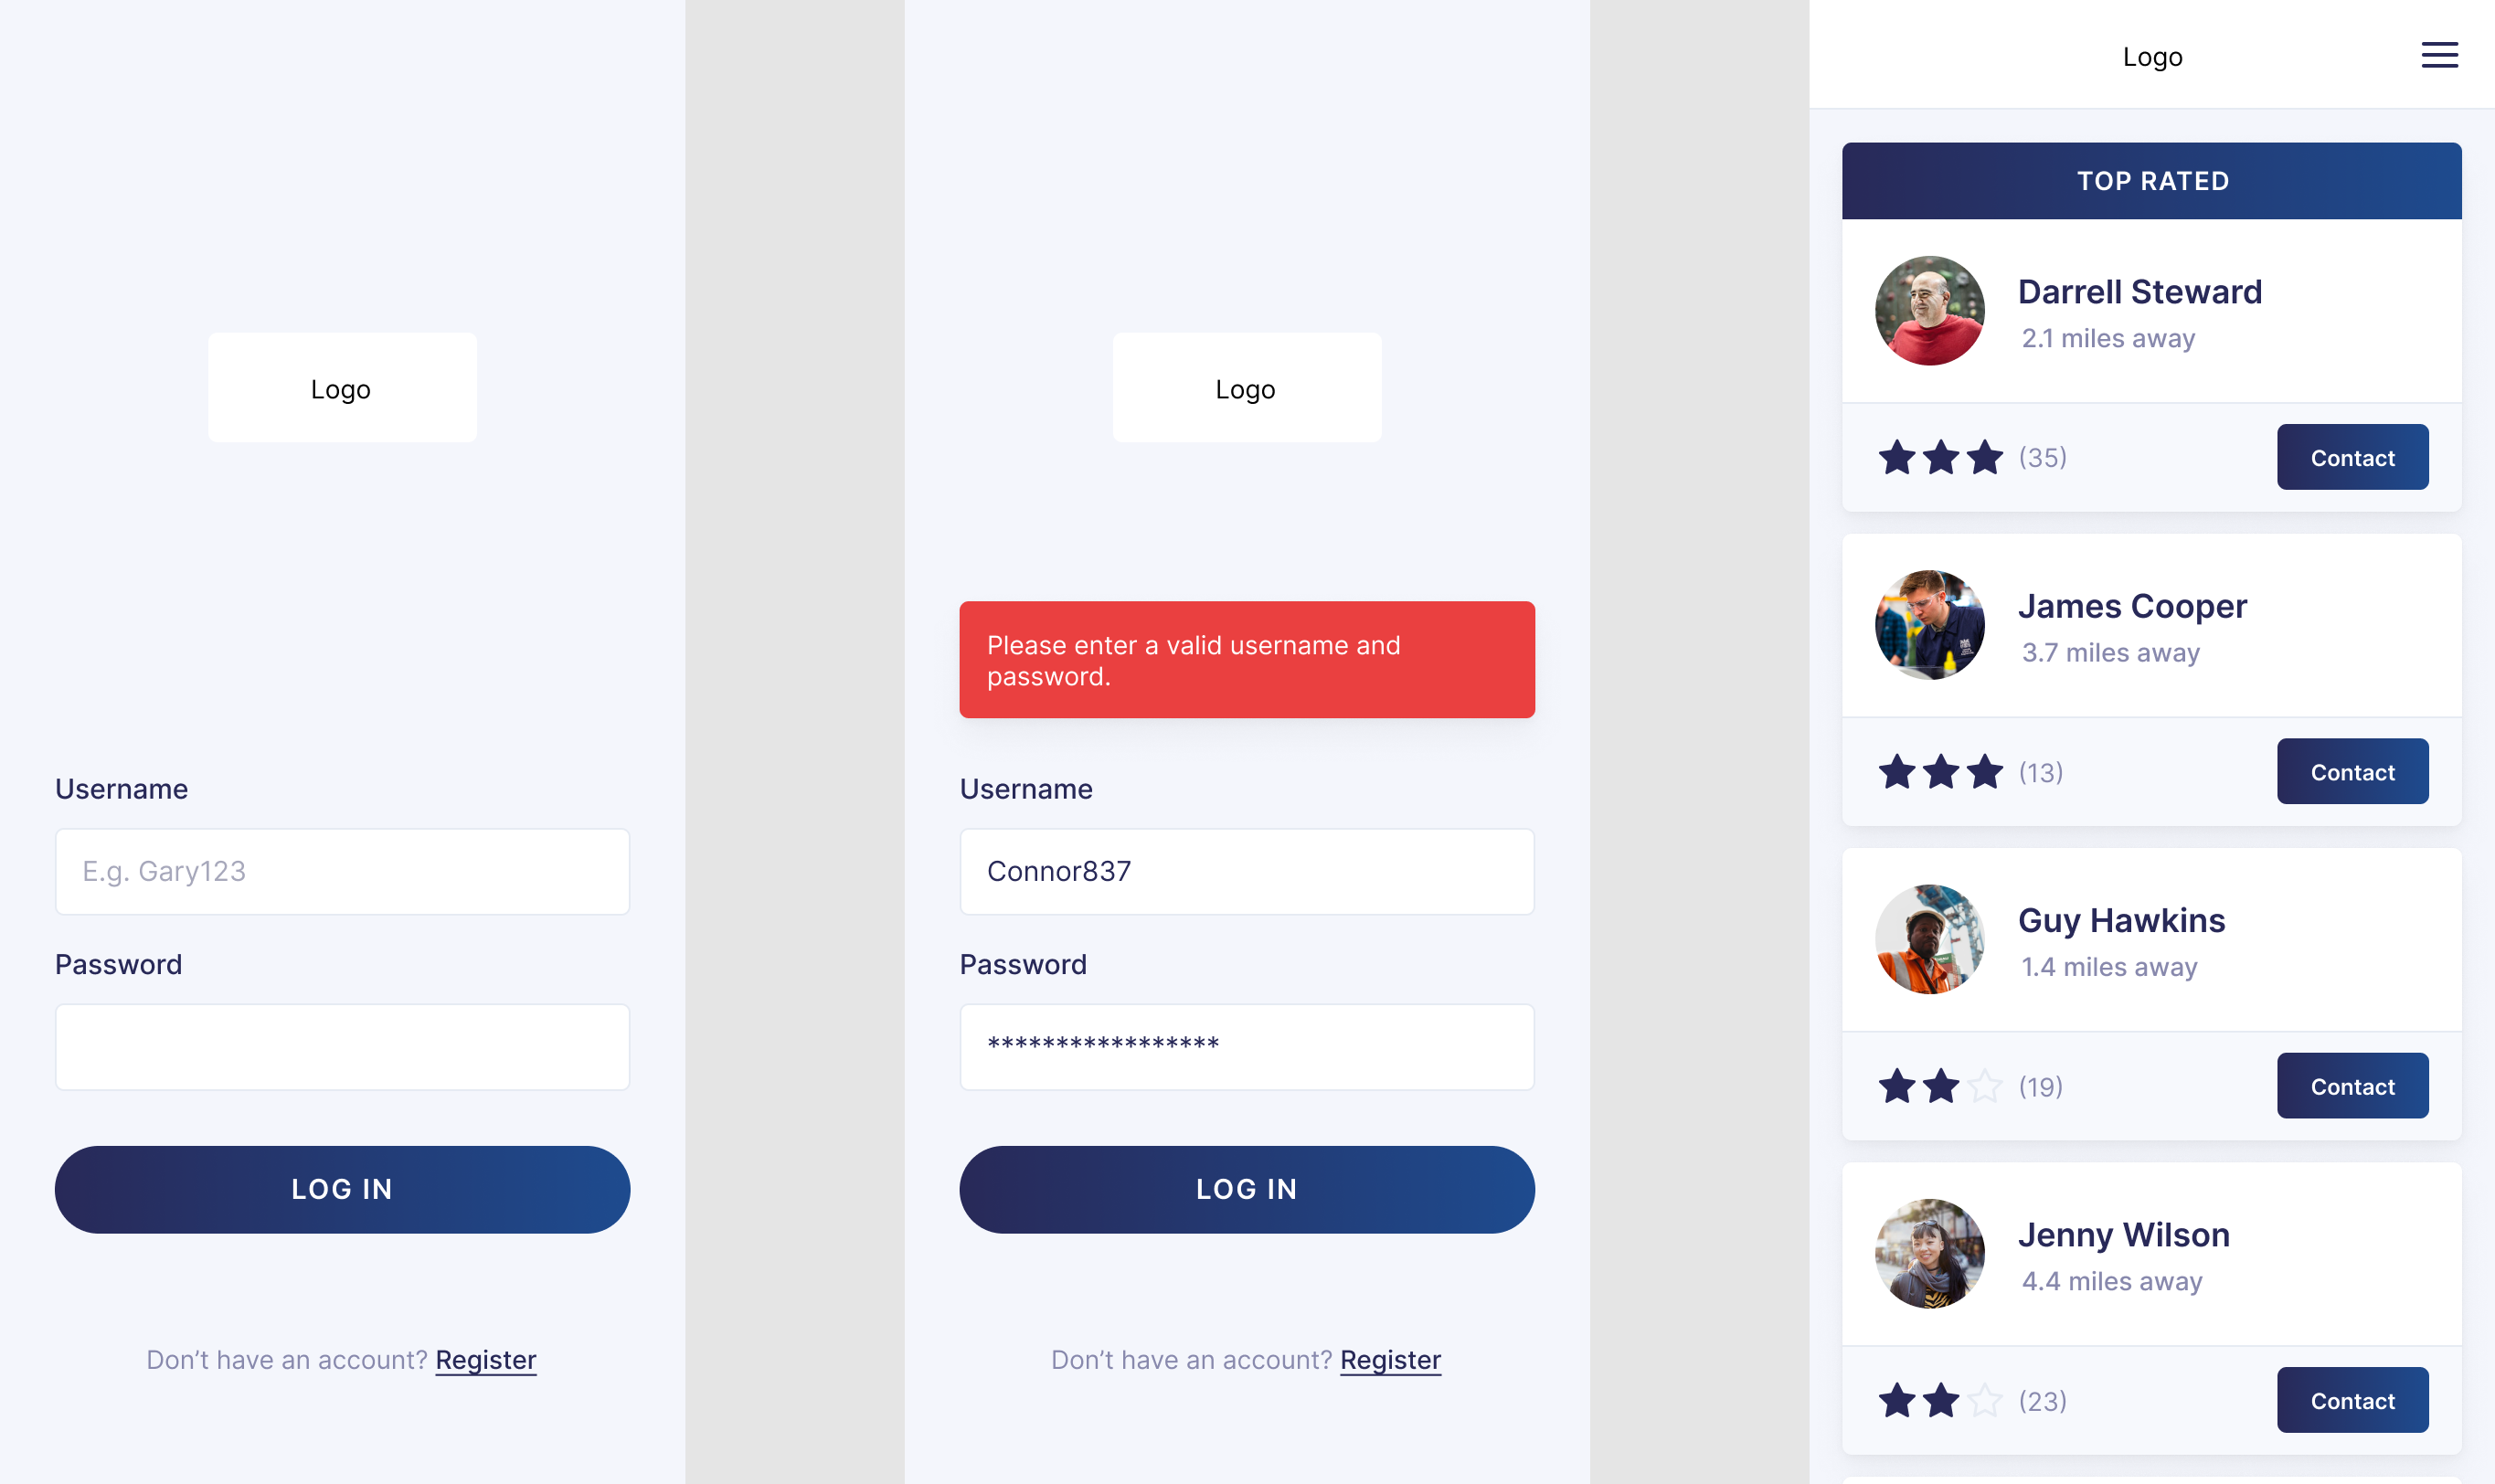 Logo
Username
E.g. Gary123
Password
LOG IN
Don’t have an account? Register
Logo
Please enter a valid username and
password.
Username
Connor837
Password
*****************
LOG IN
Don’t have an account? Register
Logo
TOP RATED
Darrell Steward
2.1 miles away
(35)
Contact
James Cooper
3.7 miles away
(13)
Contact
Guy Hawkins
1.4 miles away
(19)
Contact
Jenny Wilson
4.4 miles away
(23)
Contact